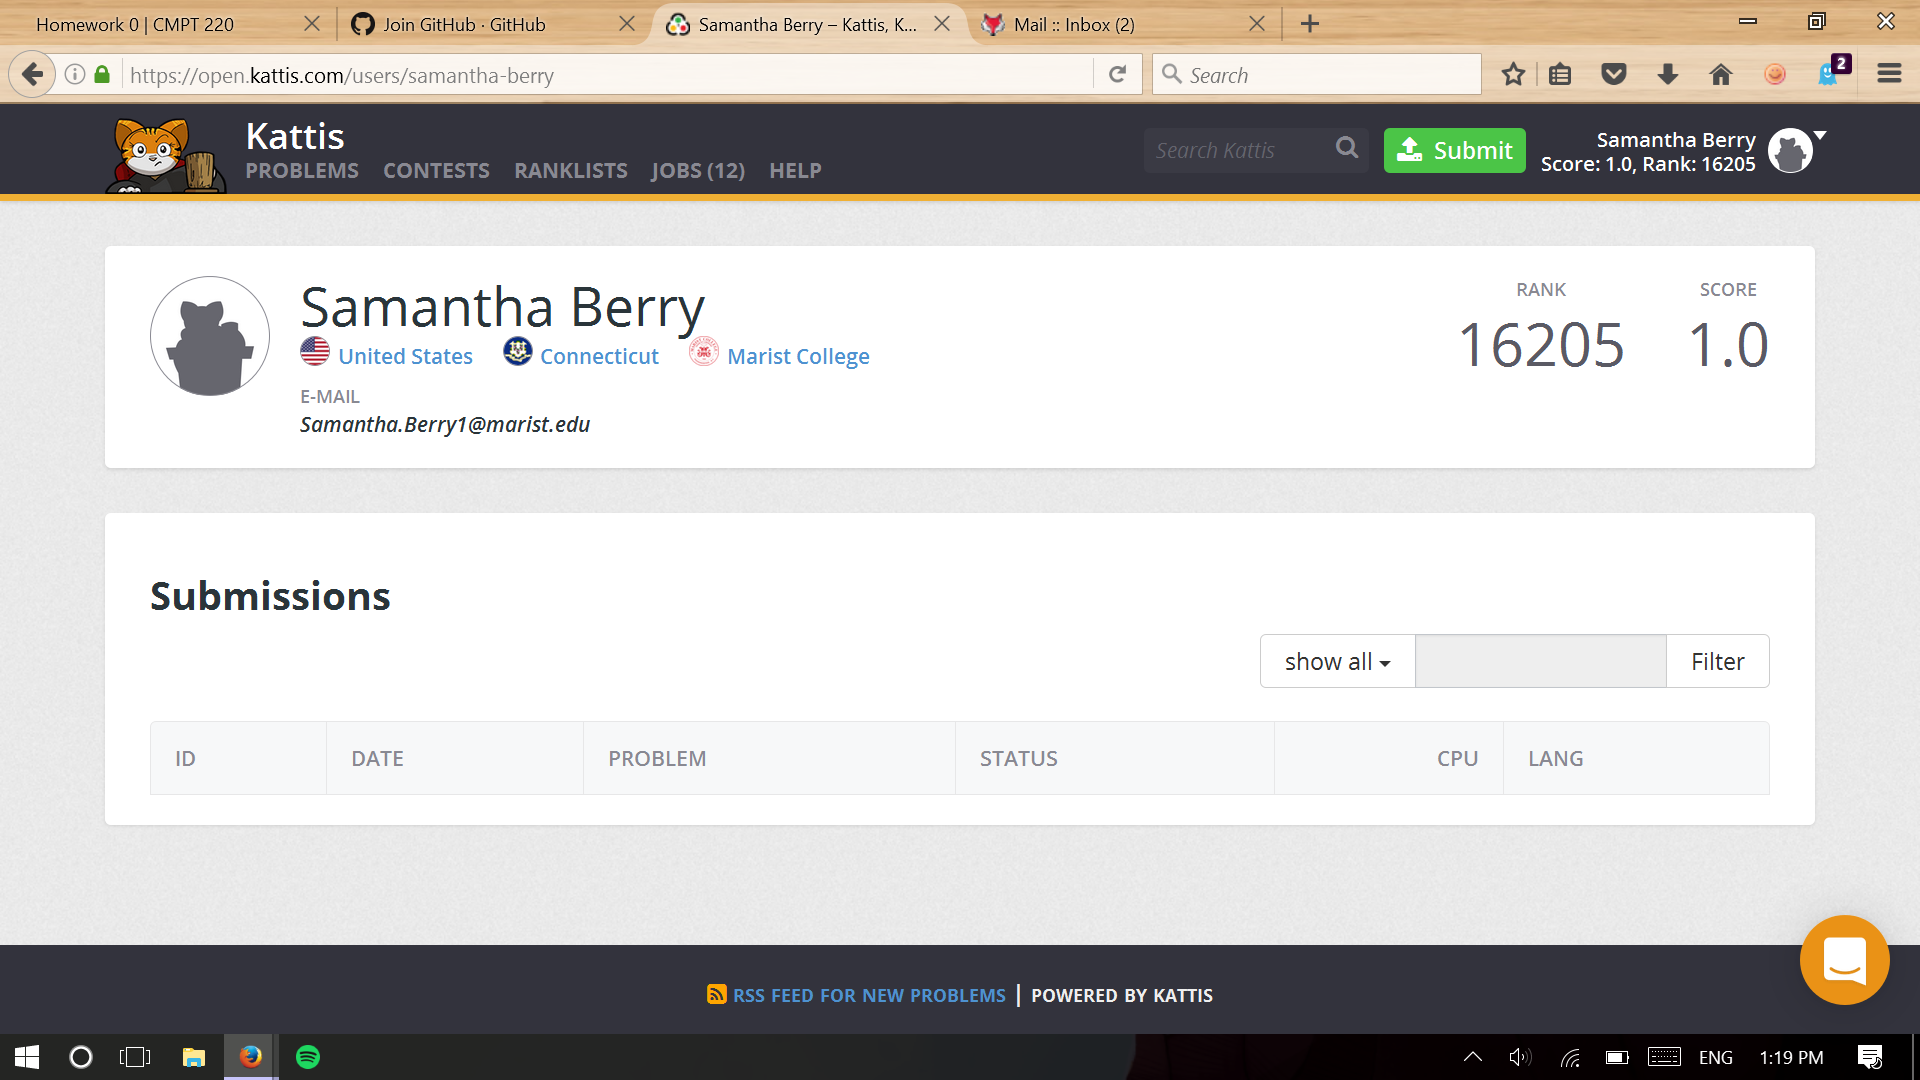 Homework 0 | CMPT 220
Join GitHub · GitHub
Samantha Berry – Kattis, K...
Mail :: Inbox (2)
https://open.kattis.com/users/samantha-berry
Search
2
Kattis
PROBLEMS CONTESTS RANKLISTS JOBS (12) HELP
Search Kattis
Submit
Samantha Berry
Score: 1.0, Rank: 16205
Samantha Berry
United States Connecticut Marist College
E-MAIL
Samantha.Berry1@marist.edu
RANK SCORE
16205 1.0
Submissions
show all Filter
ID DATE PROBLEM STATUS CPU LANG
RSS FEED FOR NEW PROBLEMS | POWERED BY KATTIS
ENG 1:19 PM